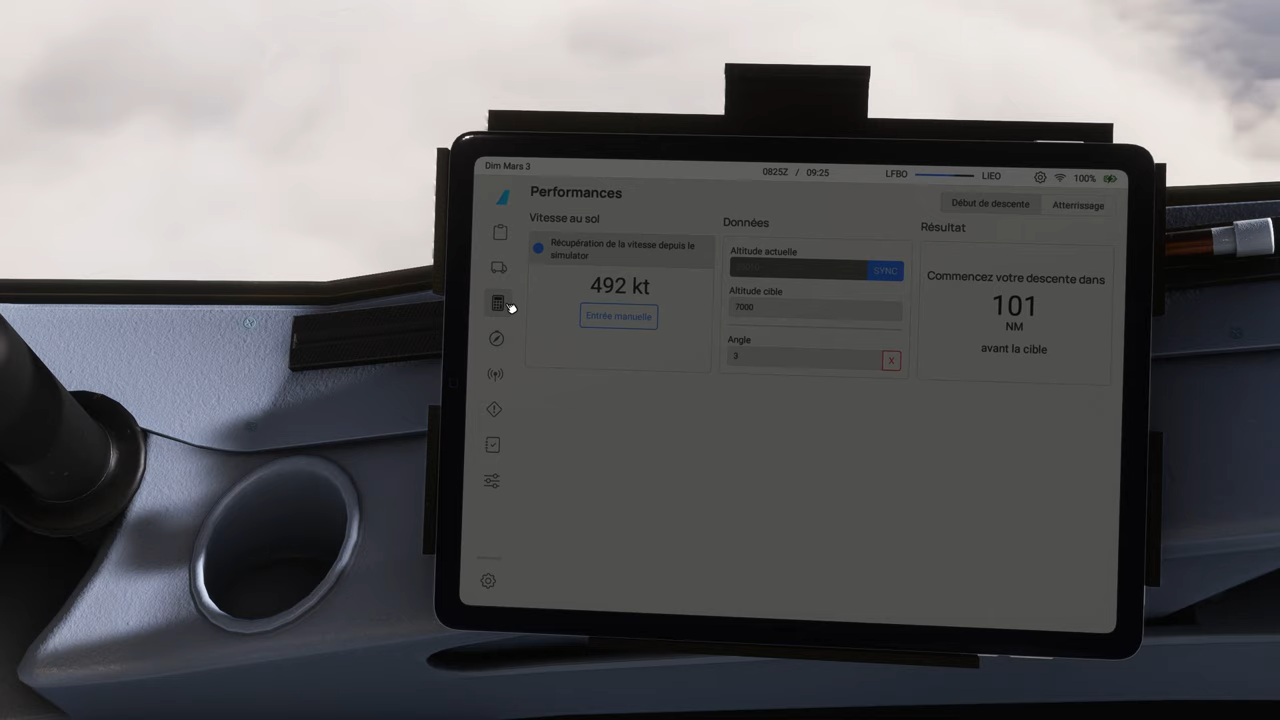 Dim Mars 3
0825Z / 09:25
LFBO
LIEO
100%
Performances
Début de descente
Atterrissage
Vitesse au sol
Récupération de la vitesse depuis le
simulator
492 kt
Entrée manuelle
Données
Altitude actuelle
SYNC
Altitude cible
7000
Angle
3
X
Résultat
Commencez votre descente dans
101
NM
avant la cible